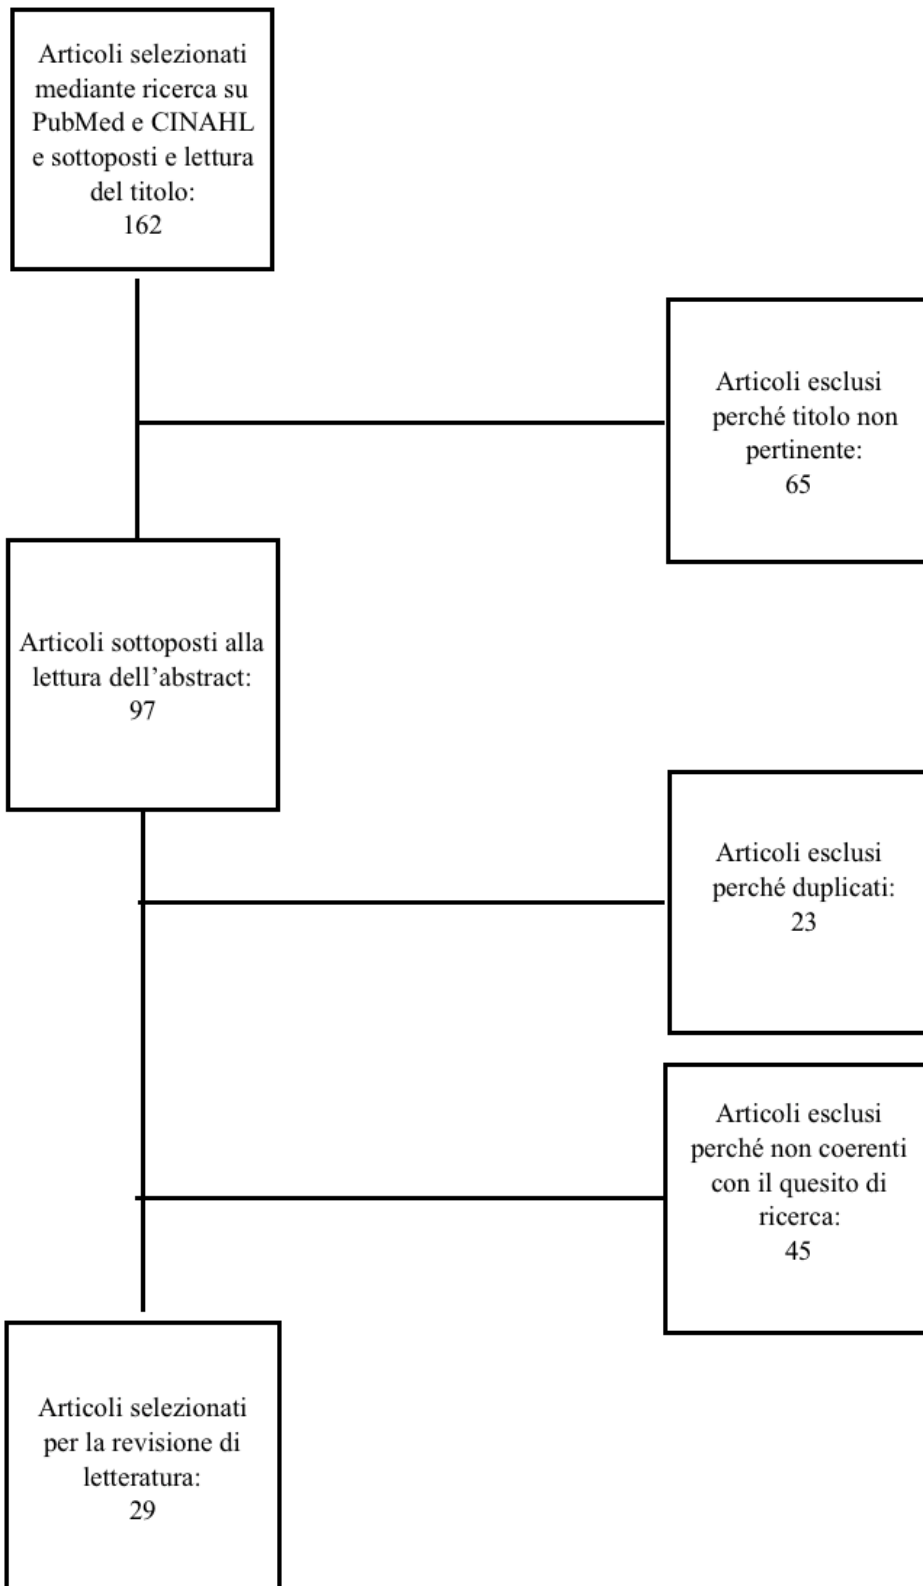 Articoli selezionati
mediante ricerca su
PubMed e CINAHL
e sottoposti e lettura
del titolo:
162
Articoli esclusi
perché titolo non
pertinente:
65
Articoli sottoposti alla
lettura dell’abstract:
97
Articoli esclusi
perché duplicati:
23
Articoli esclusi
perché non coerenti
con il quesito di
ricerca:
45
Articoli selezionati
per la revisione di
letteratura:
29